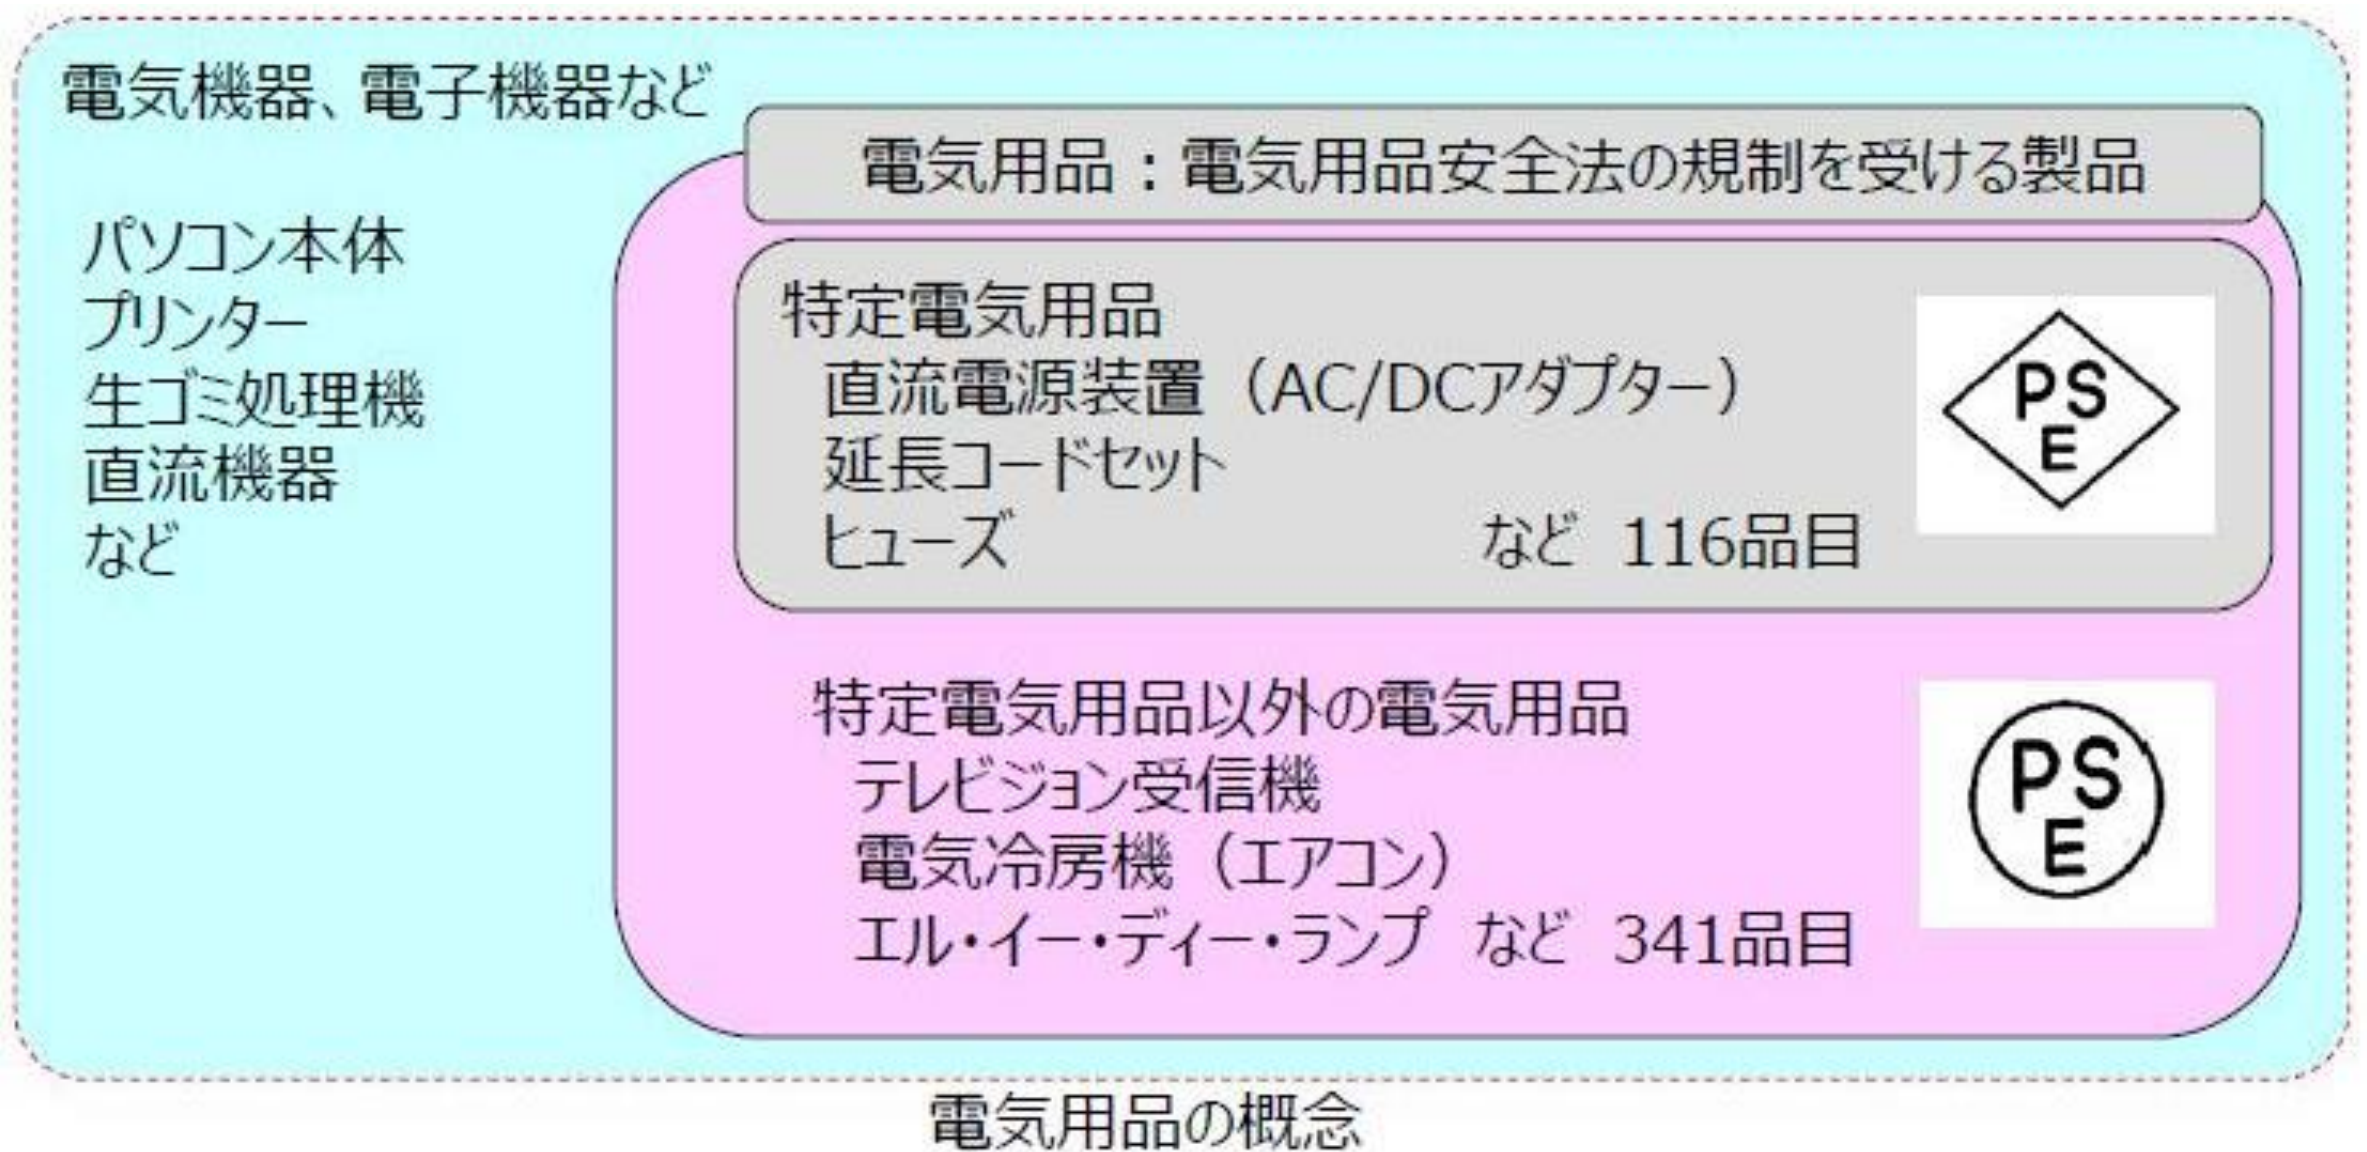 電気機器、電子機器など
パソコン本体
プリンター
生ゴミ処理機
直流機器
など
電気用品：電気用品安全法の規制を受ける製品
特定電気用品
直流電源装置（AC/DCアダプター）
延長コードセット
ヒューズ　など 116品目
PS
E
特定電気用品以外の電気用品
テレビジョン受信機
電気冷房機（エアコン）
エル・イー・ディー・ランプ など 341品目
PS
E
電気用品の概念